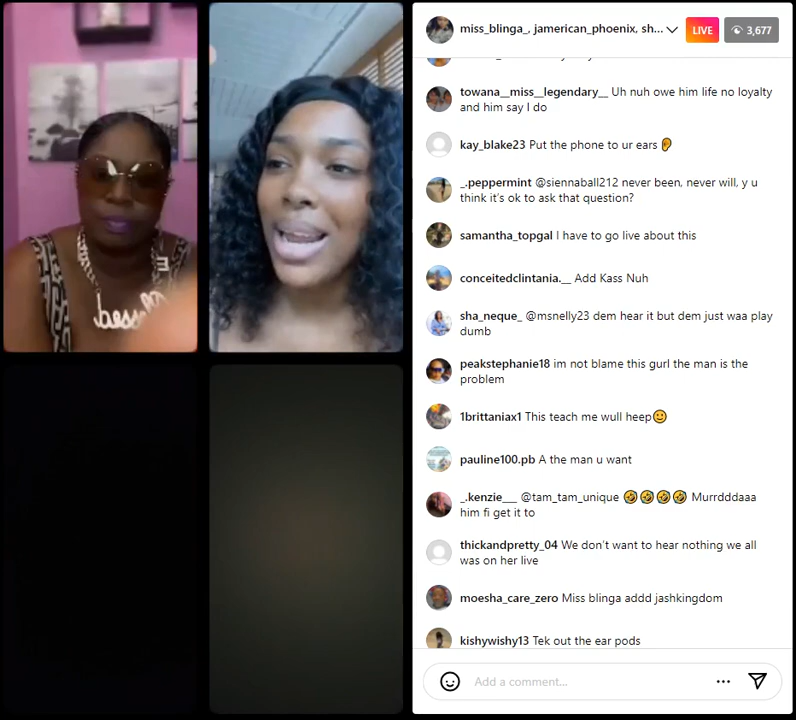 miss_blinga_, jamerican_phoenix, sh...
LIVE
3,677
towana__miss__legendary__ Uh nuh owe him life no loyalty
and him say I do
kay_blake23 Put the phone to ur ears 👂
_.peppermint @siennaball212 never been, never will, y u
think it's ok to ask that question?
samantha_topgal I have to go live about this
conceitedclintania.__ Add Kass Nuh
sha_neque_ @msnelly23 dem hear it but dem just waa play
dumb
peakstephanie18 im not blame this gurl the man is the
problem
1brittaniax1 This teach me wull heep🙂
pauline100.pb A the man u want
_.kenzie___ @tam_tam_unique 🤣🤣🤣🤣 Murrdddaaa
him fi get it to
thickandpretty_04 We don't want to hear nothing we all
was on her live
moesha_care_zero Miss blinga addd jashkingdom
kishywishy13 Tek out the ear pods
Add a comment...